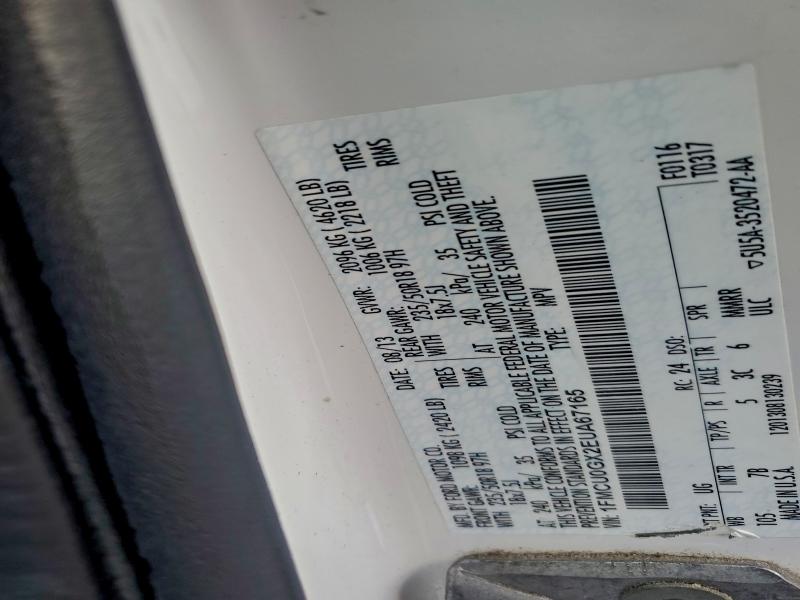 MFD. BY FORD MOTOR CO.
DATE: 08/13 GVWR: 2096 KG ( 4620 LB)
FRONT GAWR: 1098 KG ( 2420 LB) REAR GAWR: 1006 KG ( 2218 LB)
WITH 235/50R18 97H TIRES WITH 235/50R18 97H TIRES
18x7.5J RIMS 18x7.5J RIMS
AT 240 kPa/ 35 PSI COLD AT 240 kPa/ 35 PSI COLD
THIS VEHICLE CONFORMS TO ALL APPLICABLE FEDERAL MOTOR VEHICLE SAFETY AND THEFT
PREVENTION STANDARDS IN EFFECT ON THE DATE OF MANUFACTURE SHOWN ABOVE.
VIN: 1FMCU0GX2EUA67165 TYPE: MPV
F0116
T0317
EXT PNT: UG RC: 24 DSO:
WB INT TR TP/PS R AXLE TR SPR
T05 7B 5 3C 6 MMRR
ULC
MADE IN U.S.A. 1201308130239 5U5A-3520472-AA